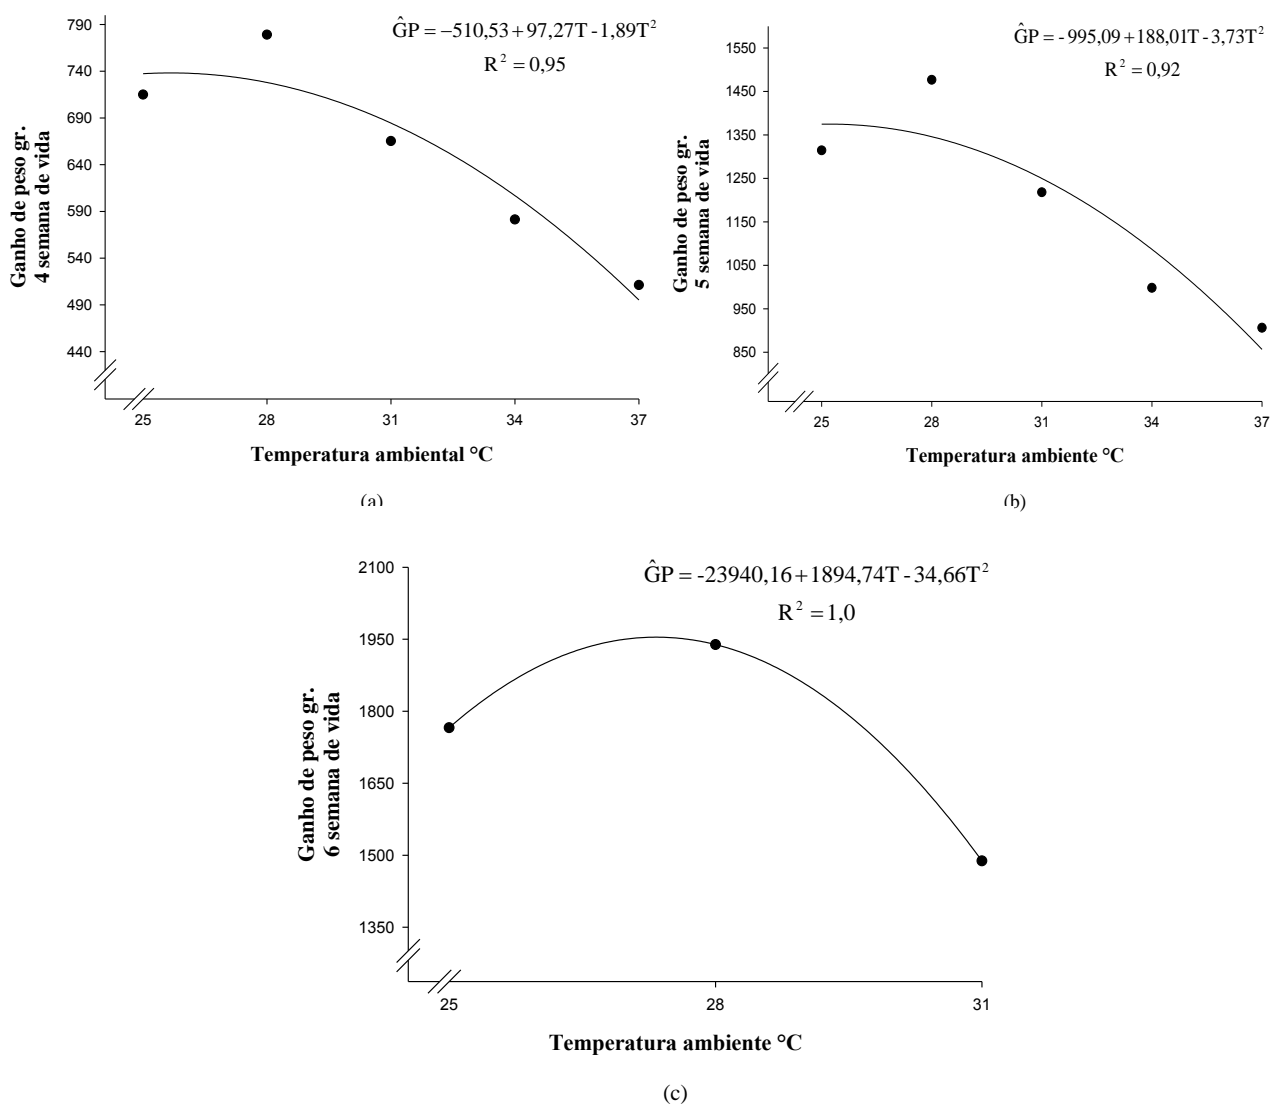 ĜP = −510,53 + 97,27T - 1,89T²
R² = 0,95
790
740
690
640
590
540
490
440
Ganho de peso gr.
4 semana de vida
25 28 31 34 37
Temperatura ambiental °C
(a)
ĜP = - 995,09 + 188,01T - 3,73T²
R² = 0,92
1550
1450
1350
1250
1150
1050
950
850
Ganho de peso gr.
5 semana de vida
25 28 31 34 37
Temperatura ambiente °C
(b)
ĜP = -23940,16 + 1894,74T - 34,66T²
R² = 1,0
2100
1950
1800
1650
1500
1350
Ganho de peso gr.
6 semana de vida
25 28 31
Temperatura ambiente °C
(c)